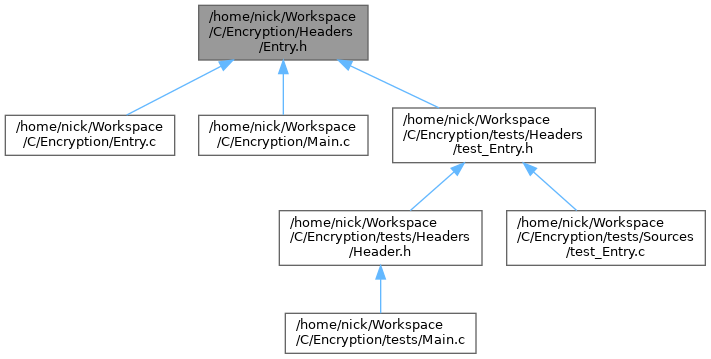 /home/nick/Workspace
/C/Encryption/Headers
/Entry.h
/home/nick/Workspace
/C/Encryption/Entry.c
/home/nick/Workspace
/C/Encryption/Main.c
/home/nick/Workspace
/C/Encryption/tests/Headers
/test_Entry.h
/home/nick/Workspace
/C/Encryption/tests/Headers
/Header.h
/home/nick/Workspace
/C/Encryption/tests/Sources
/test_Entry.c
/home/nick/Workspace
/C/Encryption/tests/Main.c